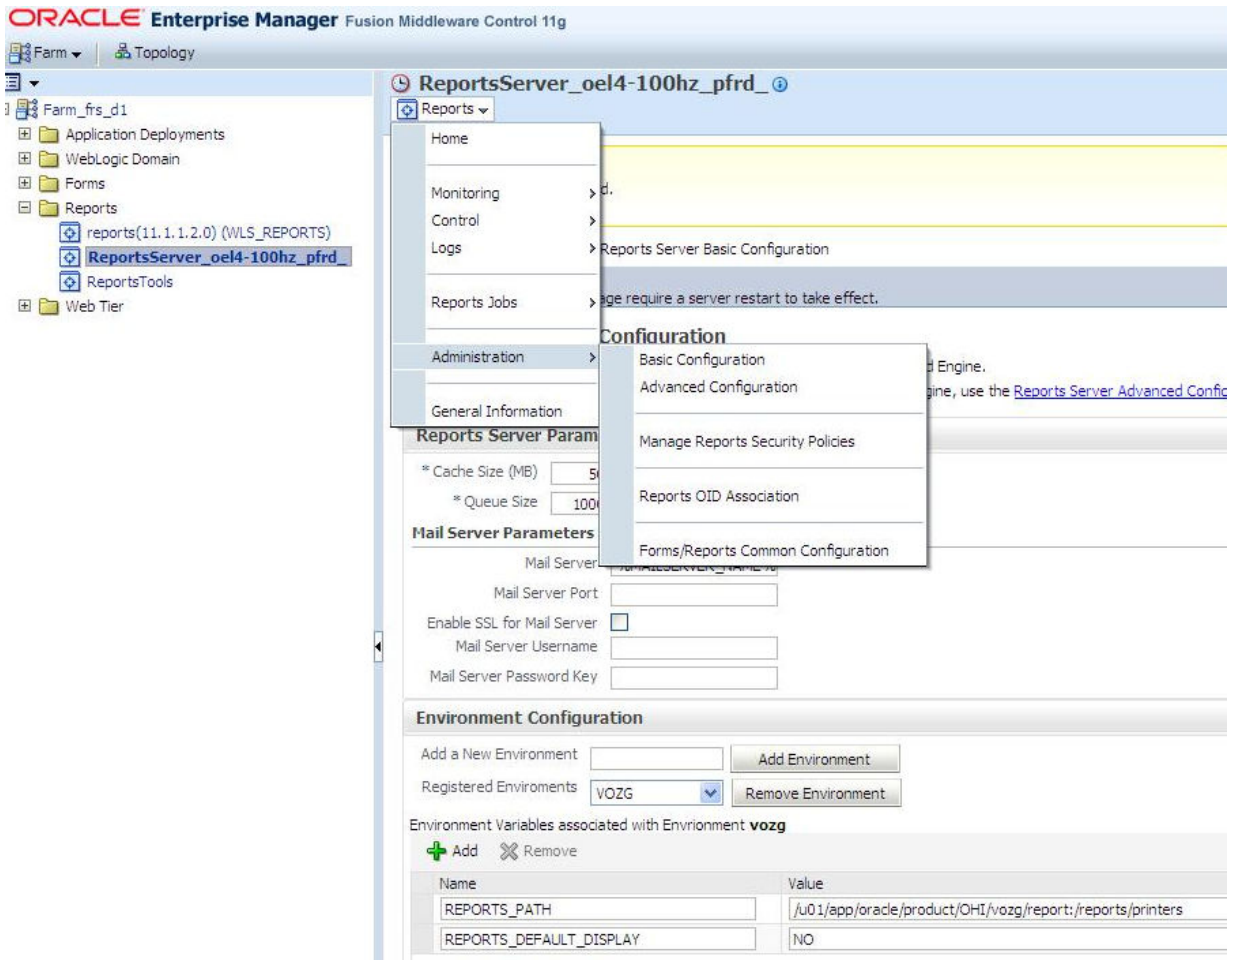 ORACLE Enterprise Manager Fusion Middleware Control 11g
Farm Topology
ReportsServer_oel4-100hz_pfrd_
Reports
Farm_frs_d1
Application Deployments
WebLogic Domain
Forms
Reports
reports(11.1.1.2.0) (WLS_REPORTS)
ReportsServer_oel4-100hz_pfrd_
ReportsTools
Web Tier
Home
Monitoring
Control
Logs
Reports Jobs
Administration
General Information
d.
Reports Server Basic Configuration
age require a server restart to take effect.
Configuration
Basic Configuration
Advanced Configuration
Manage Reports Security Policies
Reports OID Association
Forms/Reports Common Configuration
d Engine.
gine, use the Reports Server Advanced Confi
Reports Server Param
* Cache Size (MB)
* Queue Size
Mail Server Parameters
Mail Server
Mail Server Port
Enable SSL for Mail Server
Mail Server Username
Mail Server Password Key
Environment Configuration
Add a New Environment Add Environment
Registered Enviroments VOZG Remove Environment
Environment Variables associated with Envrionment vozg
Add Remove
Name Value
REPORTS_PATH /u01/app/oracle/product/OHI/vozg/report:/reports/printers
REPORTS_DEFAULT_DISPLAY NO